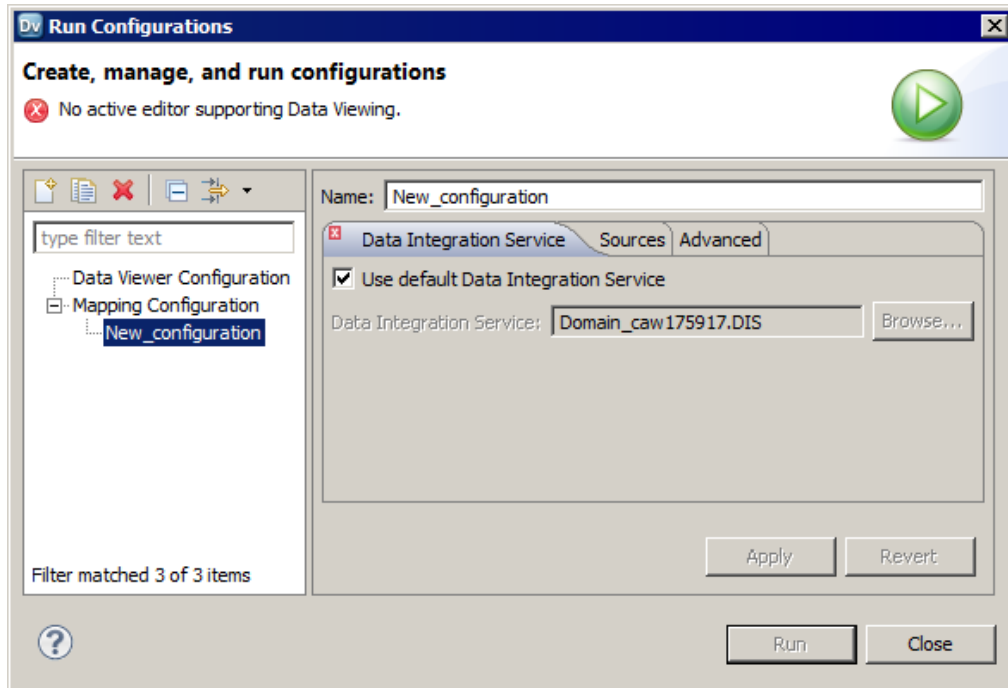 Dv Run Configurations
Create, manage, and run configurations
No active editor supporting Data Viewing.
type filter text
Data Viewer Configuration
Mapping Configuration
New_configuration
Filter matched 3 of 3 items
Name: New_configuration
Data Integration Service Sources Advanced
Use default Data Integration Service
Data Integration Service: Domain_caw175917.DIS Browse...
Apply Revert
? Run Close